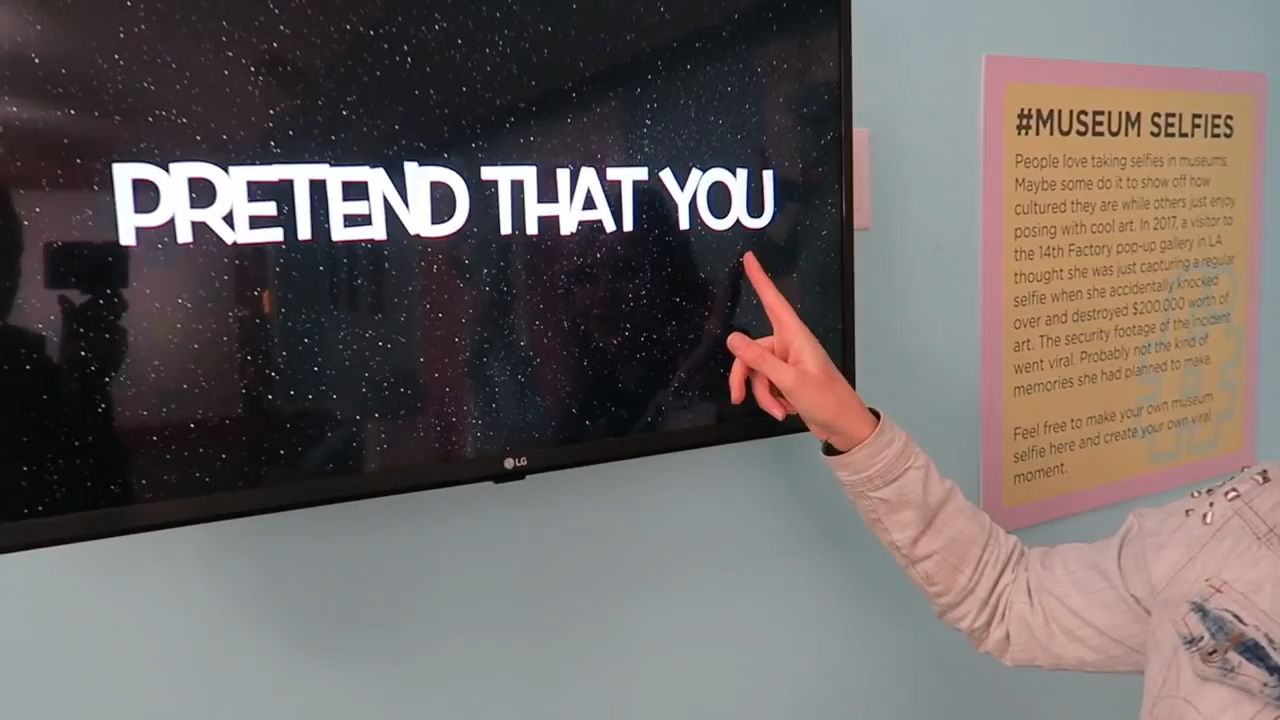 PRETEND THAT YOU
LG
#MUSEUM SELFIES
People love taking selfies in museums.
Maybe some do it to show off how
cultured they are while others just enjoy
posing with cool art. In 2017, a visitor to
the 14th Factory pop-up gallery in LA
thought she was just capturing a regular
selfie when she accidentally knocked
over and destroyed $200,000 worth of
art. The security footage of the incident
went viral. Probably not the kind of
memories she had planned to make.
Feel free to make your own museum
selfie here and create your own viral
moment.